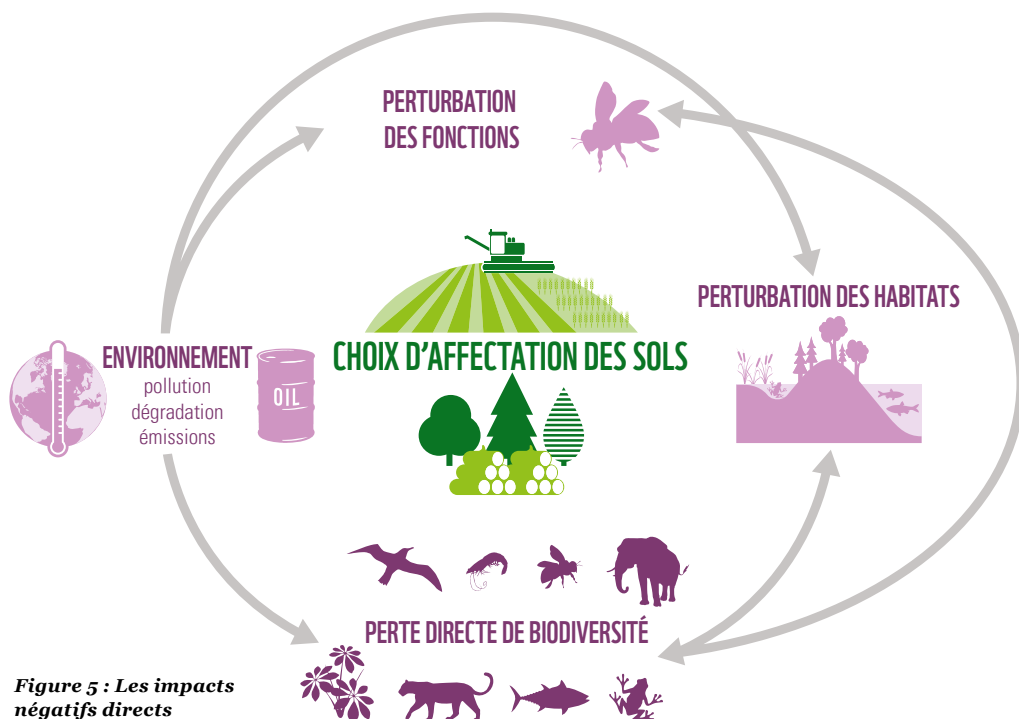 PERTURBATION
DES FONCTIONS
PERTURBATION DES HABITATS
ENVIRONNEMENT
pollution
dégradation
émissions
OIL
CHOIX D'AFFECTATION DES SOLS
PERTE DIRECTE DE BIODIVERSITÉ
Figure 5 : Les impacts
négatifs directs